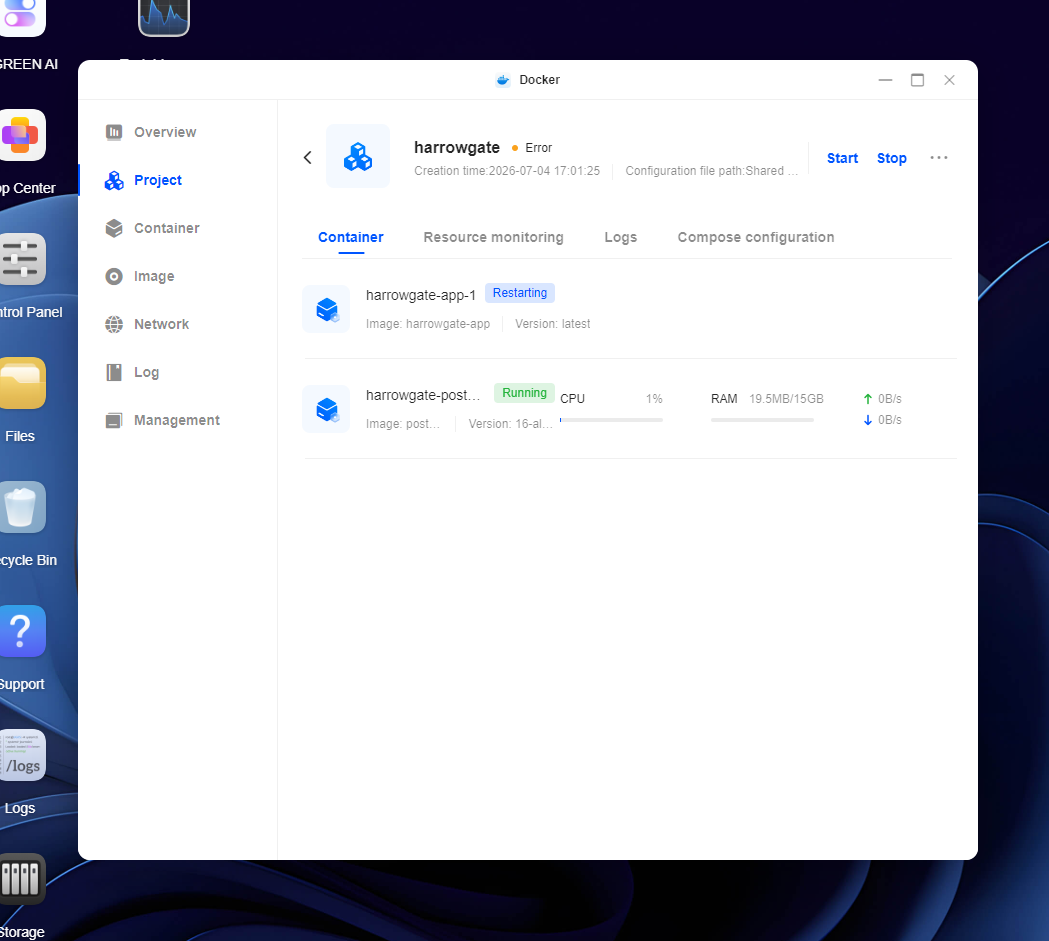 GREEN AI
Docker
Overview
Project
Container
Image
Network
Log
Management
harrowgate
Error
Creation time:2026-07-04 17:01:25
Configuration file path:Shared ...
Start
Stop
Container
Resource monitoring
Logs
Compose configuration
harrowgate-app-1
Restarting
Image: harrowgate-app
Version: latest
harrowgate-post...
Running
Image: post...
Version: 16-al...
CPU
1%
RAM
19.5MB/15GB
0B/s
0B/s
pp Center
ntrol Panel
Files
ecycle Bin
Support
/logs
Logs
Storage